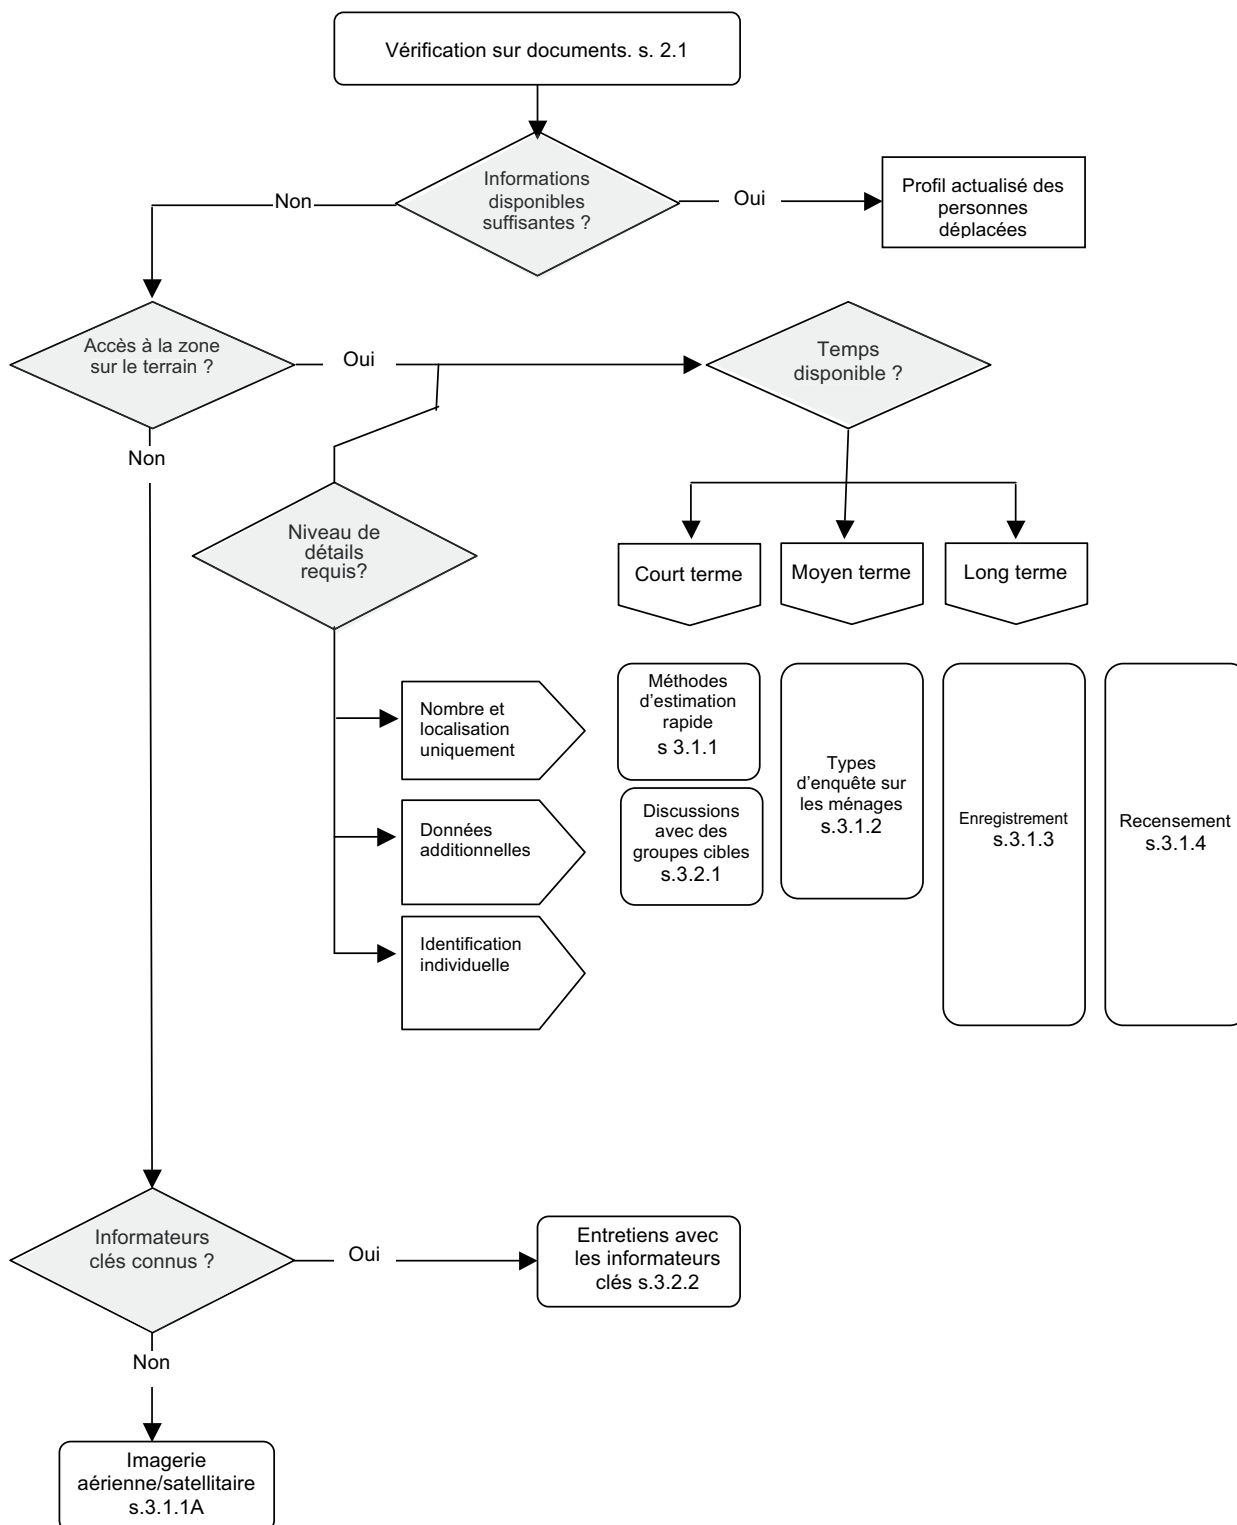 Vérification sur documents. s. 2.1
Informations
disponibles
suffisantes ?
Non
Oui
Profil actualisé des
personnes
déplacées
Accès à la zone
sur le terrain ?
Oui
Temps
disponible ?
Non
Niveau de
détails
requis?
Court terme
Moyen terme
Long terme
Nombre et
localisation
uniquement
Méthodes
d’estimation
rapide
s 3.1.1
Types
d’enquête sur
les ménages
s.3.1.2
Enregistrement
s.3.1.3
Recensement
s.3.1.4
Données
additionnelles
Discussions
avec des
groupes cibles
s.3.2.1
Identification
individuelle
Informateurs
clés connus ?
Oui
Entretiens avec
les informateurs
clés s.3.2.2
Non
Imagerie
aérienne/satellitaire
s.3.1.1A